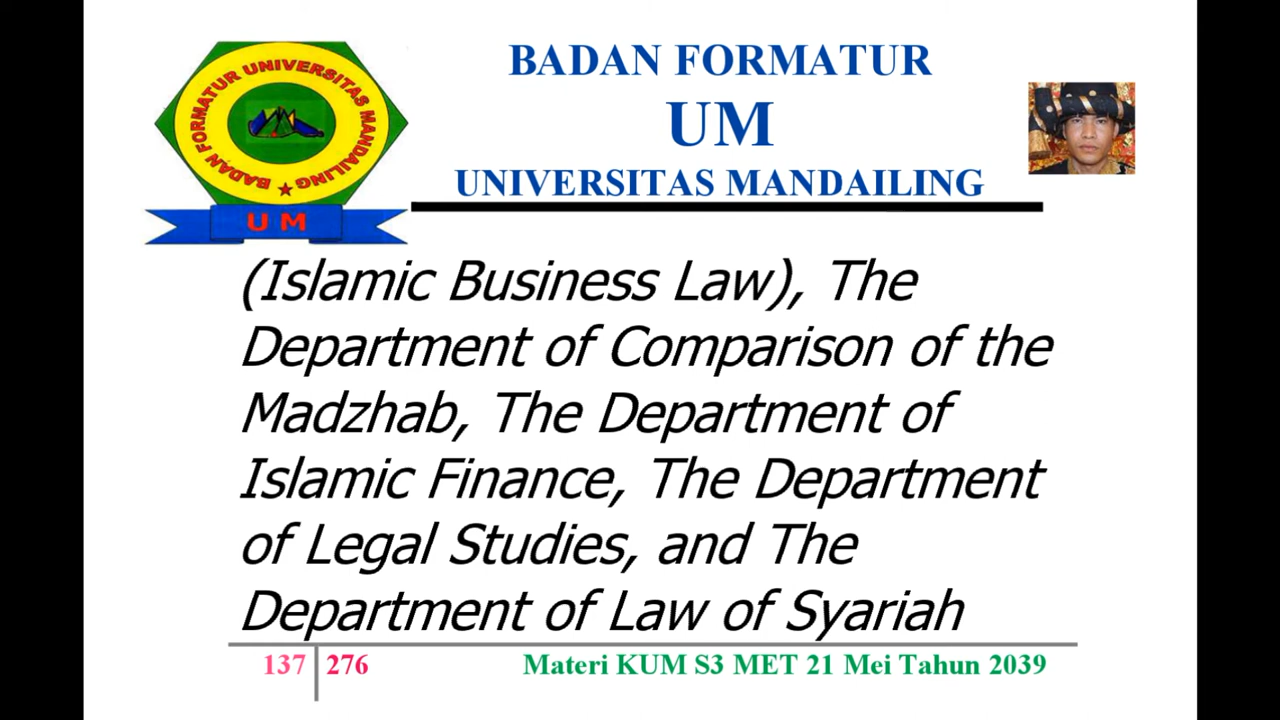 BADAN FORMATUR UNIVERSITAS MANDAILING
U M
BADAN FORMATUR
UM
UNIVERSITAS MANDAILING
(Islamic Business Law), The
Department of Comparison of the
Madzhab, The Department of
Islamic Finance, The Department
of Legal Studies, and The
Department of Law of Syariah
137 276 Materi KUM S3 MET 21 Mei Tahun 2039